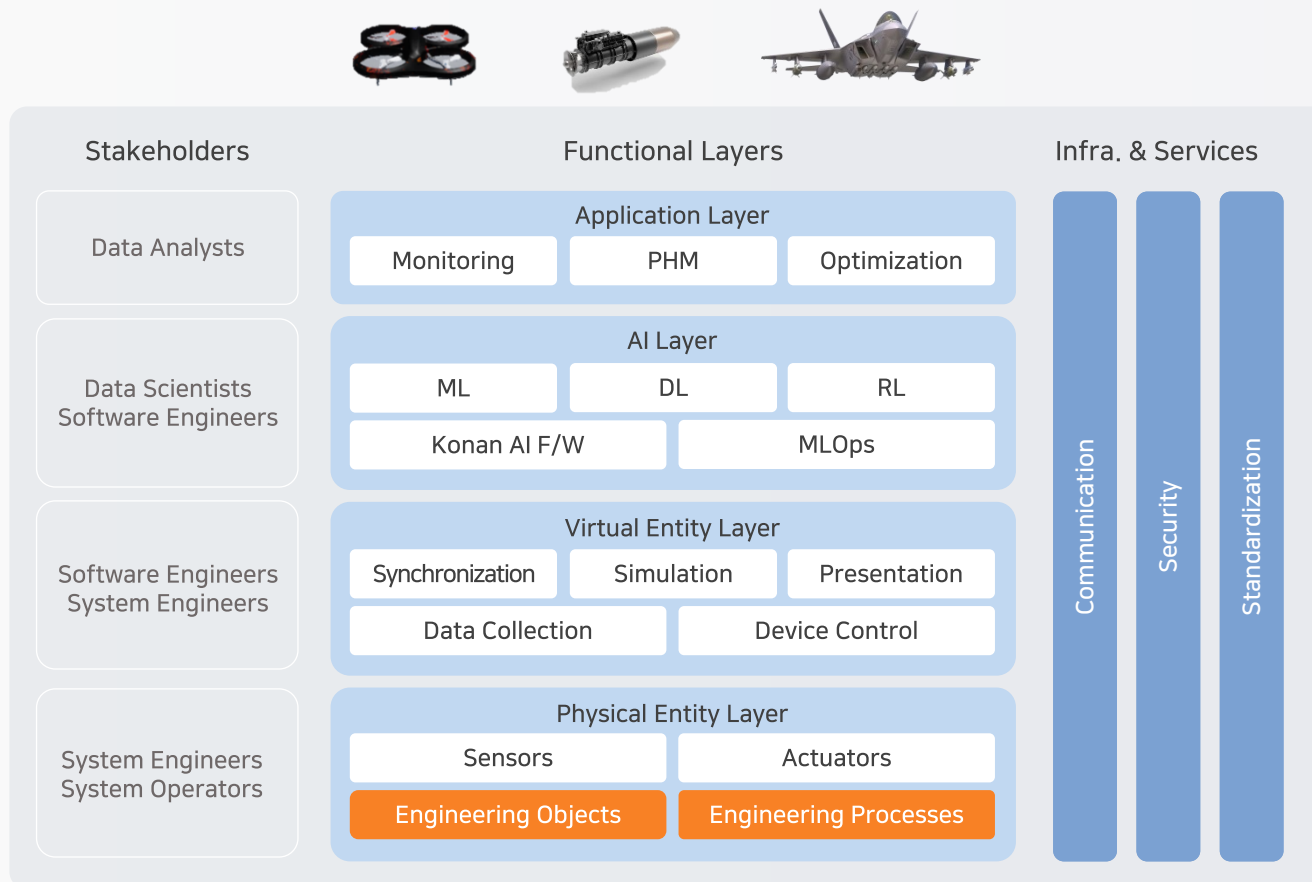 Stakeholders
Functional Layers
Infra. & Services
Data Analysts
Application Layer
Monitoring
PHM
Optimization
Data Scientists
Software Engineers
AI Layer
ML
DL
RL
Konan AI F/W
MLOps
Software Engineers
System Engineers
Virtual Entity Layer
Synchronization
Simulation
Presentation
Data Collection
Device Control
System Engineers
System Operators
Physical Entity Layer
Sensors
Actuators
Engineering Objects
Engineering Processes
Communication
Security
Standardization